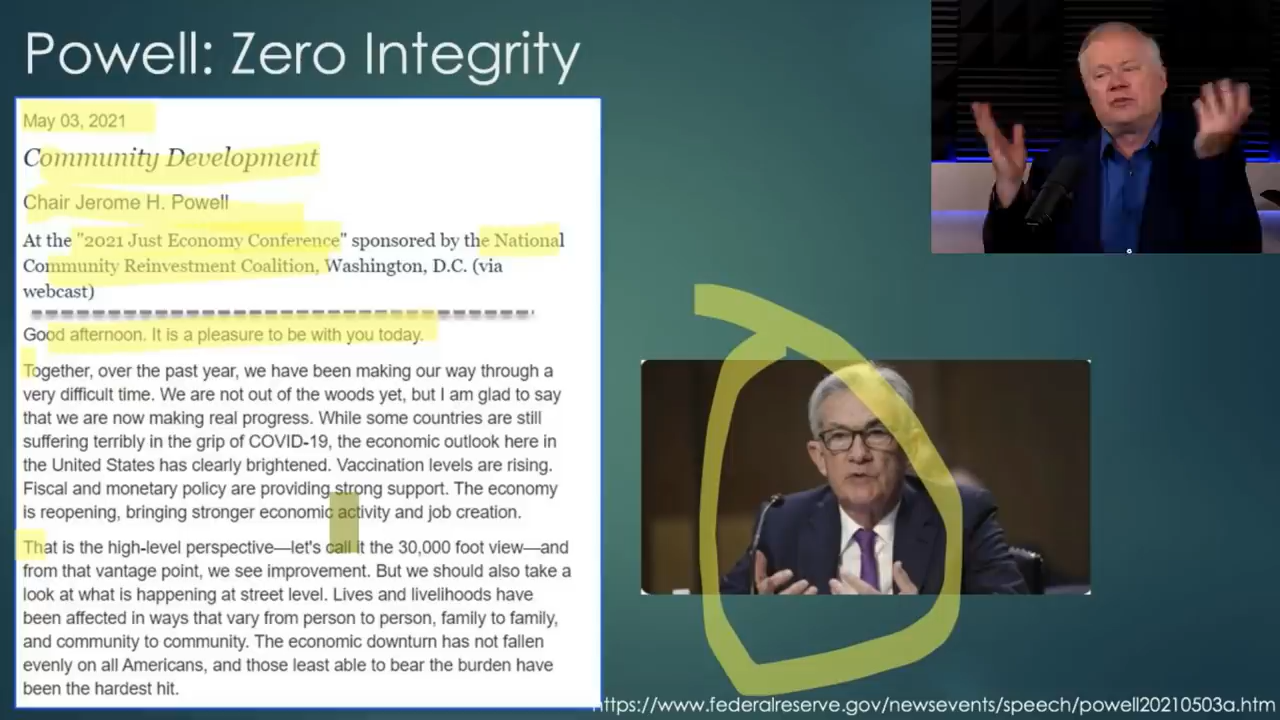 Powell: Zero Integrity
May 03, 2021
Community Development
Chair Jerome H. Powell
At the "2021 Just Economy Conference" sponsored by the National
Community Reinvestment Coalition, Washington, D.C. (via
webcast)
Good afternoon. It is a pleasure to be with you today.
Together, over the past year, we have been making our way through a
very difficult time. We are not out of the woods yet, but I am glad to say
that we are now making real progress. While some countries are still
suffering terribly in the grip of COVID-19, the economic outlook here in
the United States has clearly brightened. Vaccination levels are rising.
Fiscal and monetary policy are providing strong support. The economy
is reopening, bringing stronger economic activity and job creation.
That is the high-level perspective—let's call it the 30,000 foot view—and
from that vantage point, we see improvement. But we should also take a
look at what is happening at street level. Lives and livelihoods have
been affected in ways that vary from person to person, family to family,
and community to community. The economic downturn has not fallen
evenly on all Americans, and those least able to bear the burden have
been the hardest hit.
https://www.federalreserve.gov/newsevents/speech/powell20210503a.htm